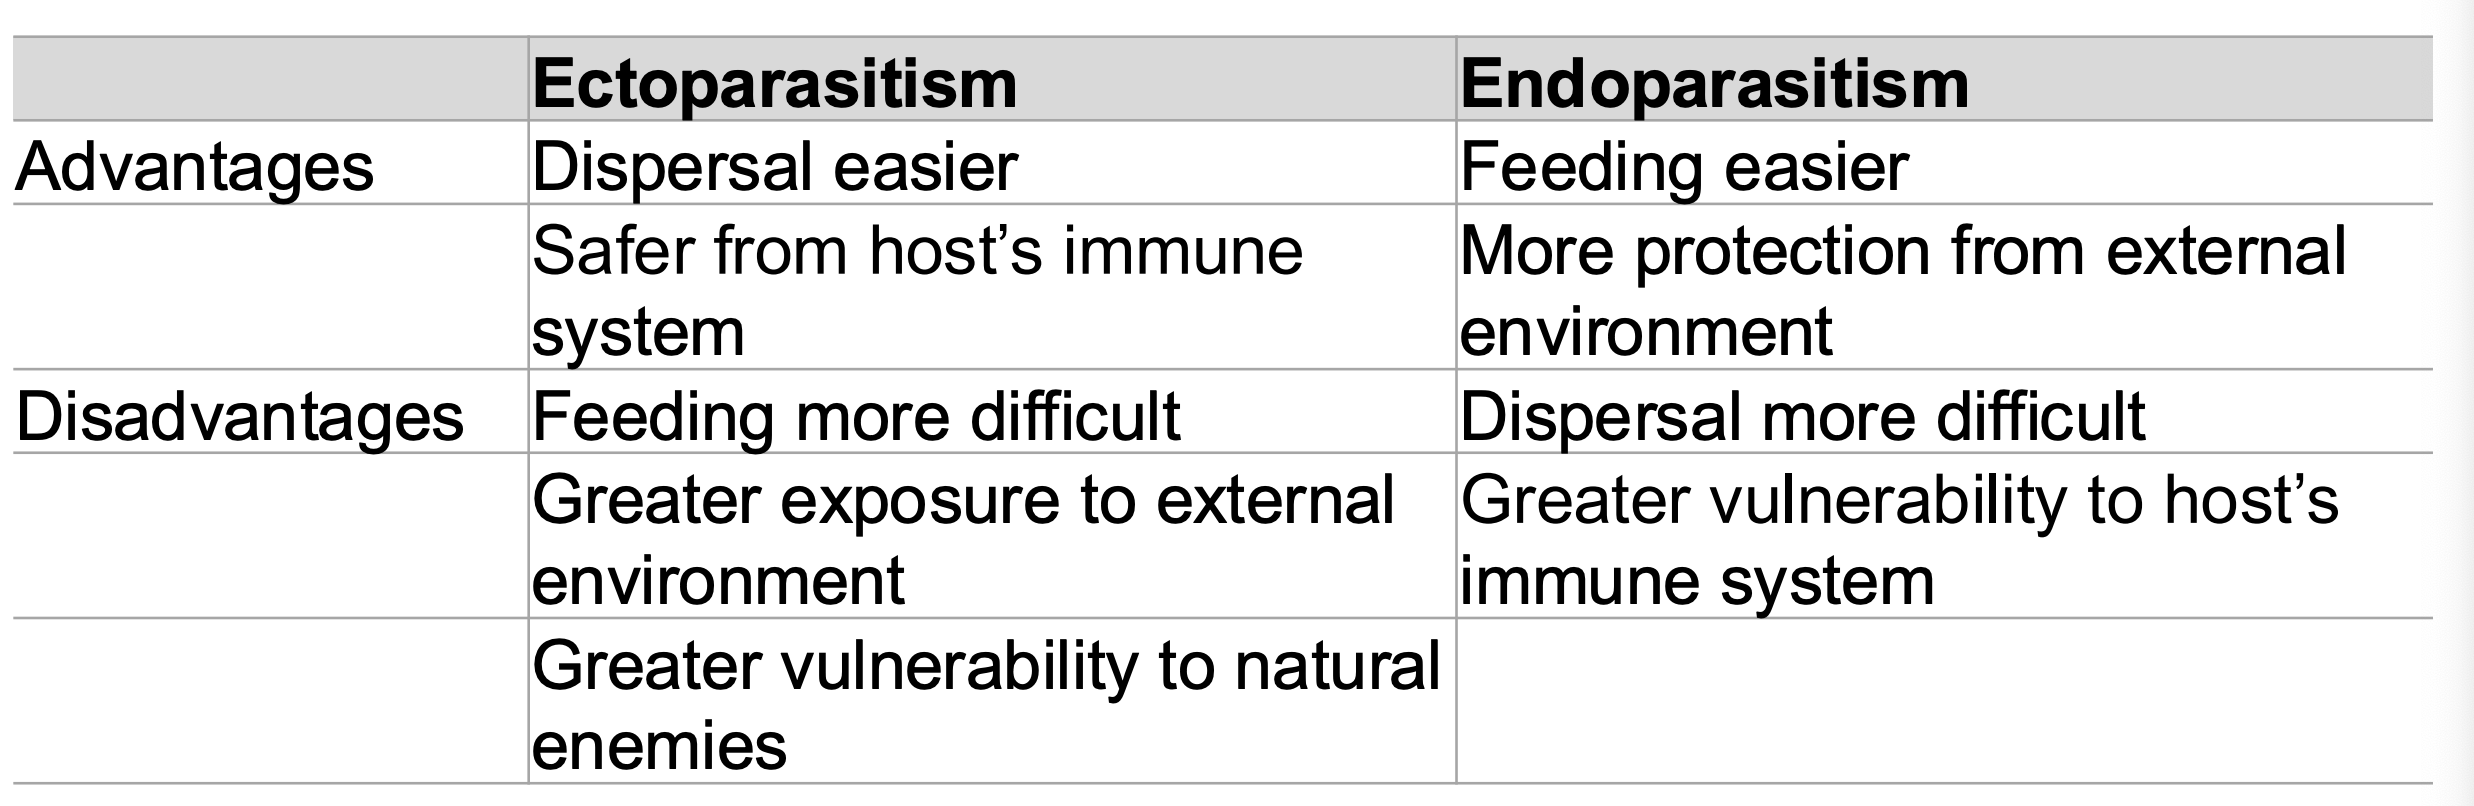 Ectoparasitism Endoparasitism
Advantages Dispersal easier Feeding easier
Safer from host’s immune More protection from external
system environment
Disadvantages Feeding more difficult Dispersal more difficult
Greater exposure to external Greater vulnerability to host’s
environment immune system
Greater vulnerability to natural
enemies